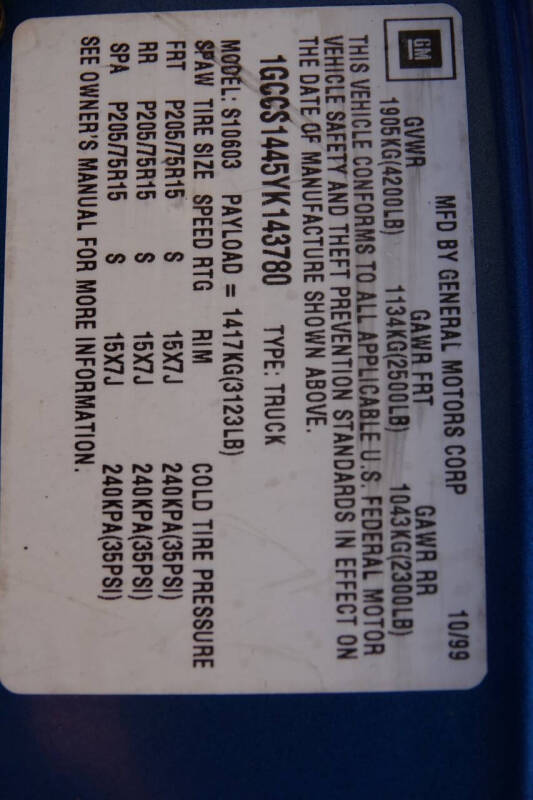 GM
MFD BY GENERAL MOTORS CORP 10/99
GVWR GAWR FRT GAWR RR
1905KG(4200LB) 1134KG(2500LB) 1043KG(2300LB)
THIS VEHICLE CONFORMS TO ALL APPLICABLE U.S. FEDERAL MOTOR
VEHICLE SAFETY AND THEFT PREVENTION STANDARDS IN EFFECT ON
THE DATE OF MANUFACTURE SHOWN ABOVE.
1GCCS1445YK143780 TYPE: TRUCK
MODEL: S10603 PAYLOAD = 1417KG(3123LB)
SPAW TIRE SIZE SPEED RTG RIM COLD TIRE PRESSURE
FRT P205/75R15 S 15X7J 240KPA(35PSI)
RR P205/75R15 S 15X7J 240KPA(35PSI)
SPA P205/75R15 S 15X7J 240KPA(35PSI)
SEE OWNER'S MANUAL FOR MORE INFORMATION.